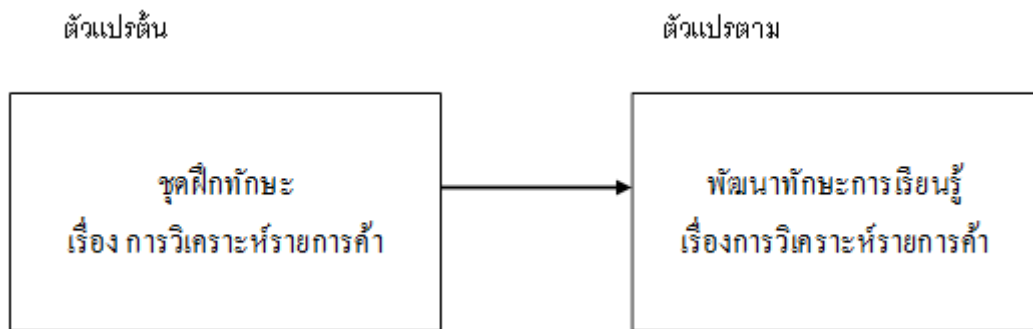 ตัวแปรต้น
ตัวแปรตาม
ชุดฝึกทักษะ
เรื่อง การวิเคราะห์รายการค้า
พัฒนาทักษะการเรียนรู้
เรื่องการวิเคราะห์รายการค้า